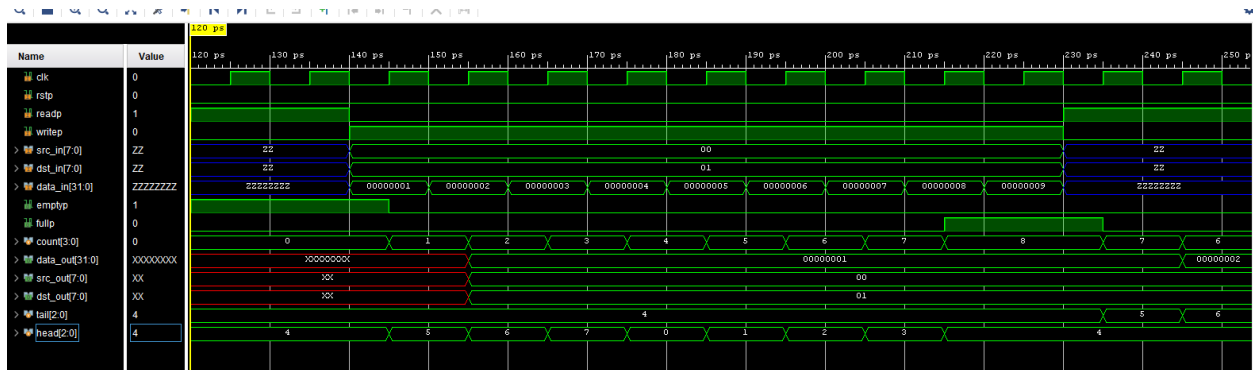 120 ps
Name Value 120 ps 130 ps 140 ps 150 ps 160 ps 170 ps 180 ps 190 ps 200 ps 210 ps 220 ps 230 ps 240 ps 250 p
clk 0
rstp 0
readp 1
writep 0
src_in[7:0] ZZ ZZ 00 ZZ
dst_in[7:0] ZZ ZZ 01 ZZ
data_in[31:0] ZZZZZZZZ ZZZZZZZZ 00000001 00000002 00000003 00000004 00000005 00000006 00000007 00000008 00000009 ZZZZZZZZ
emptyp 1
fullp 0
count[3:0] 0 0 1 2 3 4 5 6 7 8 7 6
data_out[31:0] XXXXXXXX XXXXXXXX 00000001 00000002
src_out[7:0] XX XX 00
dst_out[7:0] XX XX 01
tail[2:0] 4 4 5 6
head[2:0] 4 4 5 6 7 0 1 2 3 4